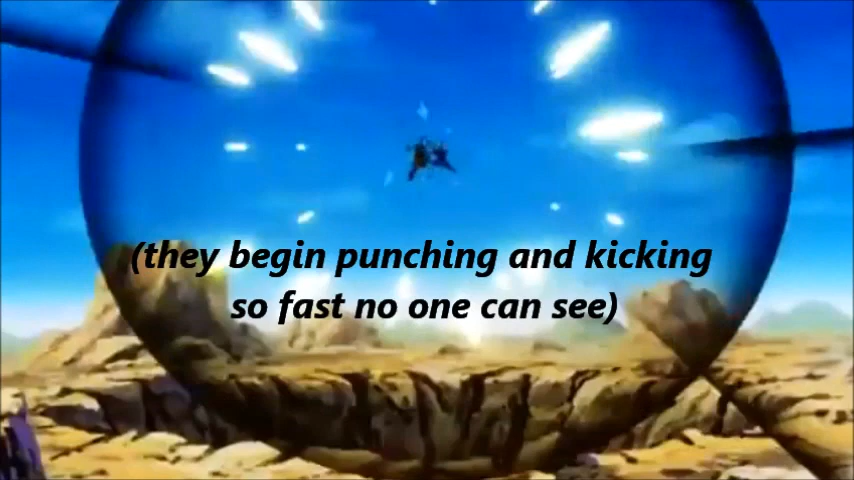 (they begin punching and kicking
so fast no one can see)